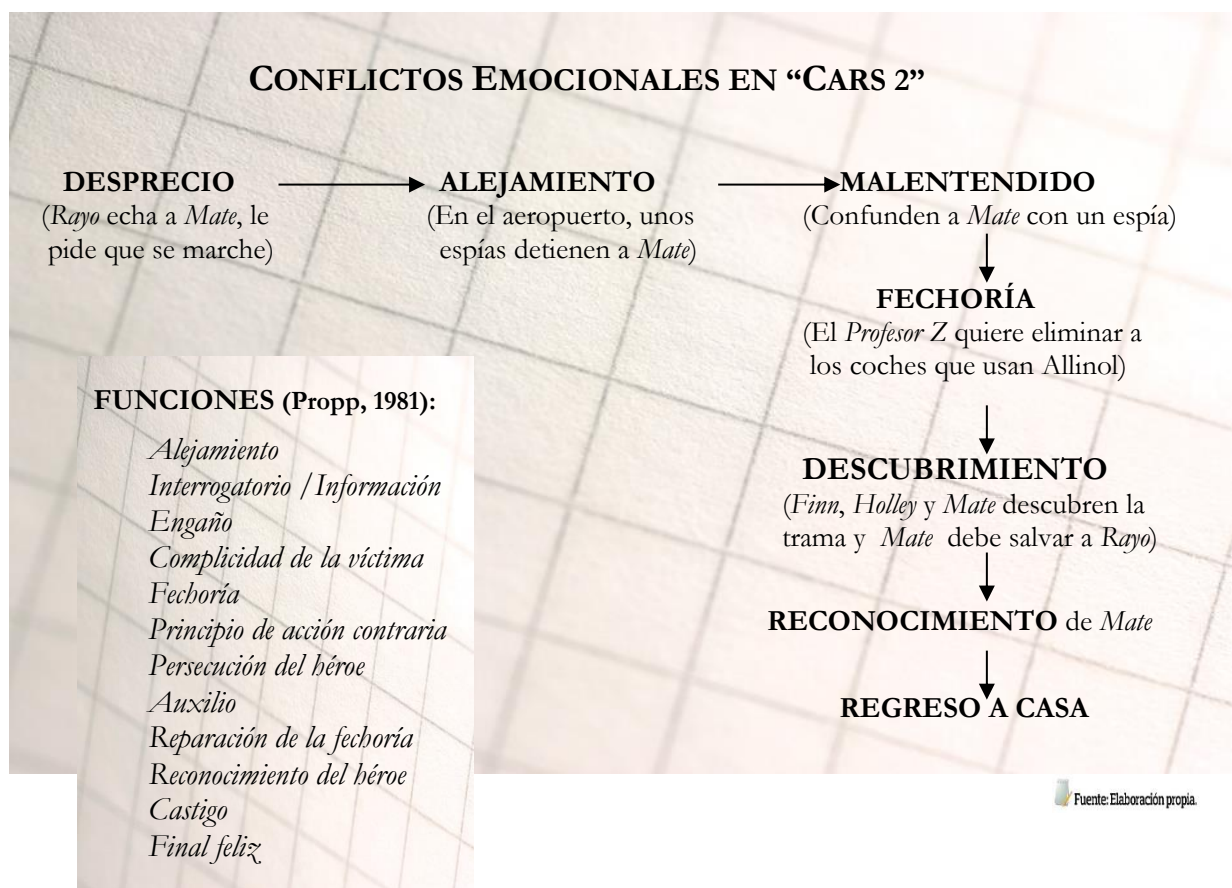 CONFLICTOS EMOCIONALES EN “CARS 2”
DESPRECIO
(Rayo echa a Mate, le
pide que se marche)
ALEJAMIENTO
(En el aeropuerto, unos
espías detienen a Mate)
MALENTENDIDO
(Confunden a Mate con un espía)
FECHORÍA
(El Profesor Z quiere eliminar a
los coches que usan Allinol)
DESCUBRIMIENTO
(Finn, Holley y Mate descubren la
trama y Mate debe salvar a Rayo)
RECONOCIMIENTO de Mate
REGRESO A CASA
FUNCIONES (Propp, 1981):
Alejamiento
Interrogatorio /Información
Engaño
Complicidad de la víctima
Fechoría
Principio de acción contraria
Persecución del héroe
Auxilio
Reparación de la fechoría
Reconocimiento del héroe
Castigo
Final feliz
Fuente: Elaboración propia.